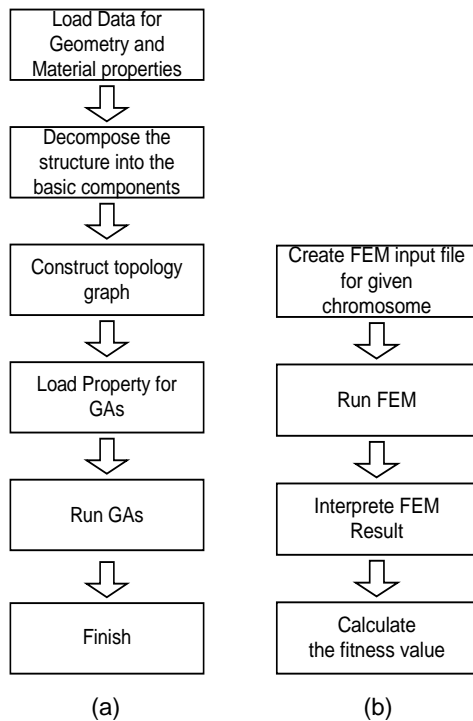 Load Data for
Geometry and
Material properties
Decompose the
structure into the
basic components
Construct topology
graph
Load Property for
GAs
Run GAs
Finish
(a)
Create FEM input file
for given
chromosome
Run FEM
Interprete FEM
Result
Calculate
the fitness value
(b)